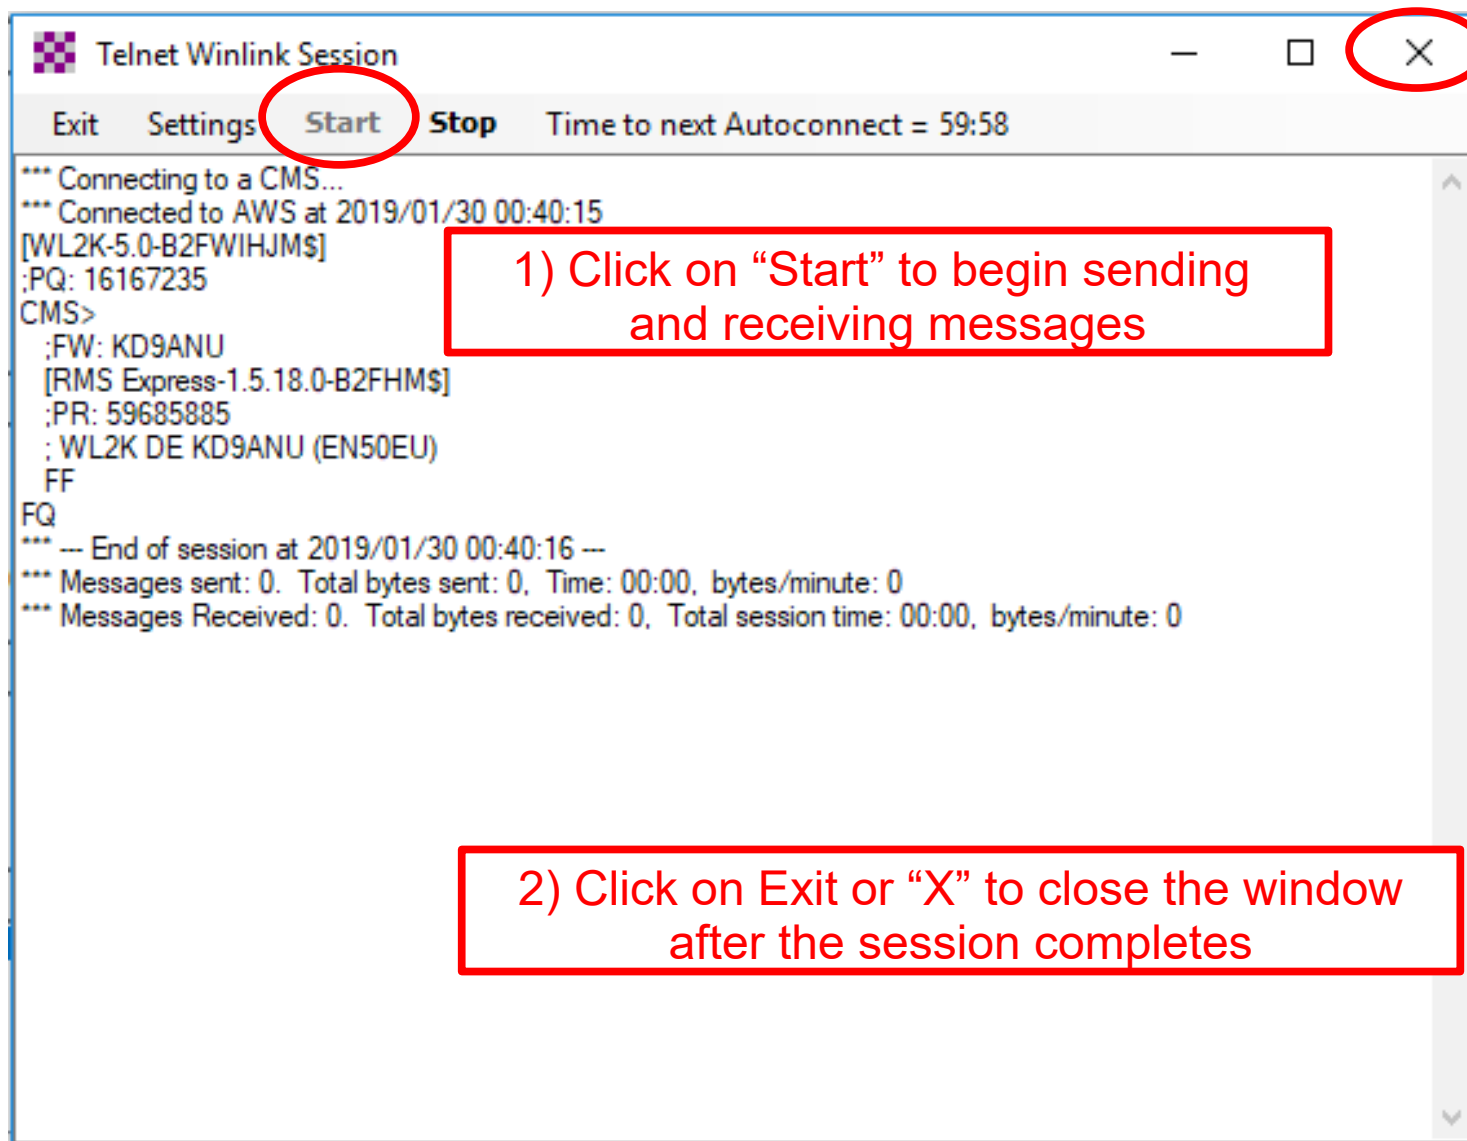 Telnet Winlink Session
Exit Settings Start Stop Time to next Autoconnect = 59:58
*** Connecting to a CMS...
*** Connected to AWS at 2019/01/30 00:40:15
[WL2K-5.0-B2FWIHJM$]
;PQ: 16167235
CMS>
;FW: KD9ANU
[RMS Express-1.5.18.0-B2FHM$]
;PR: 59685885
; WL2K DE KD9ANU (EN50EU)
FF
FQ
*** --- End of session at 2019/01/30 00:40:16 ---
*** Messages sent: 0.  Total bytes sent: 0,  Time: 00:00,  bytes/minute: 0
*** Messages Received: 0.  Total bytes received: 0,  Total session time: 00:00,  bytes/minute: 0
1) Click on “Start” to begin sending
and receiving messages
2) Click on Exit or “X” to close the window
after the session completes